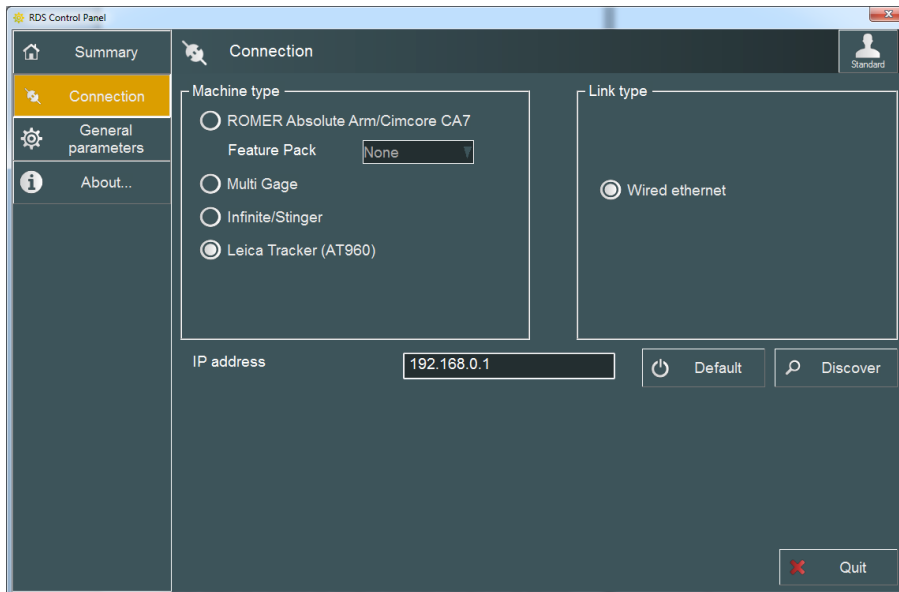 RDS Control Panel
Summary
Connection
Standard
Connection
General
parameters
About...
Machine type
ROMER Absolute Arm/Cimcore CA7
Feature Pack
None
Multi Gage
Infinite/Stinger
Leica Tracker (AT960)
Link type
Wired ethernet
IP address
192.168.0.1
Default
Discover
Quit